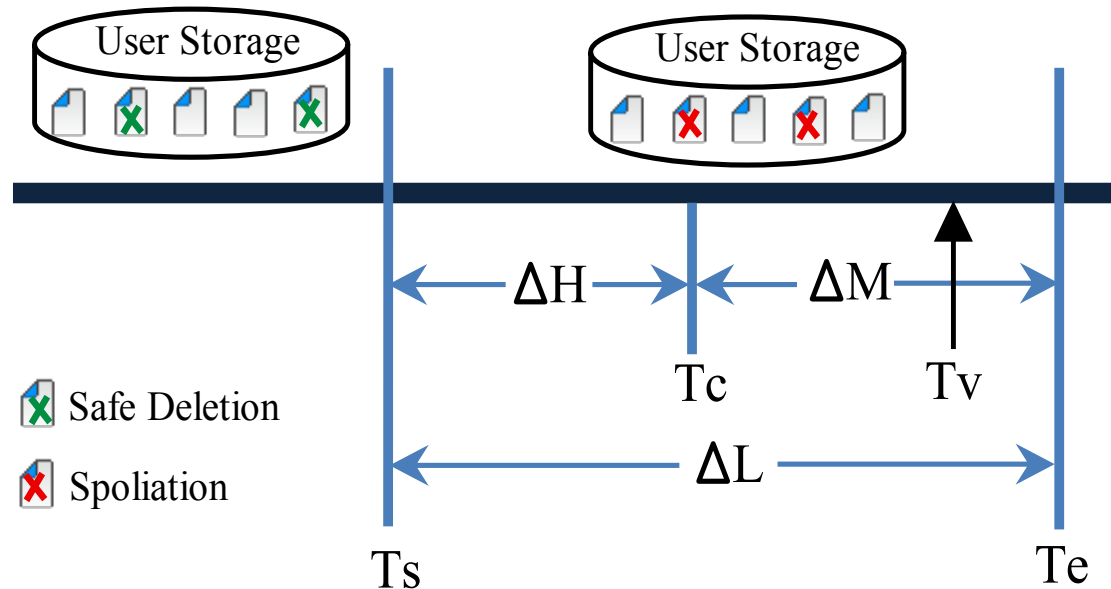 User Storage
User Storage
ΔH
ΔM
Tc
Tv
Safe Deletion
ΔL
Spoliation
Ts
Te